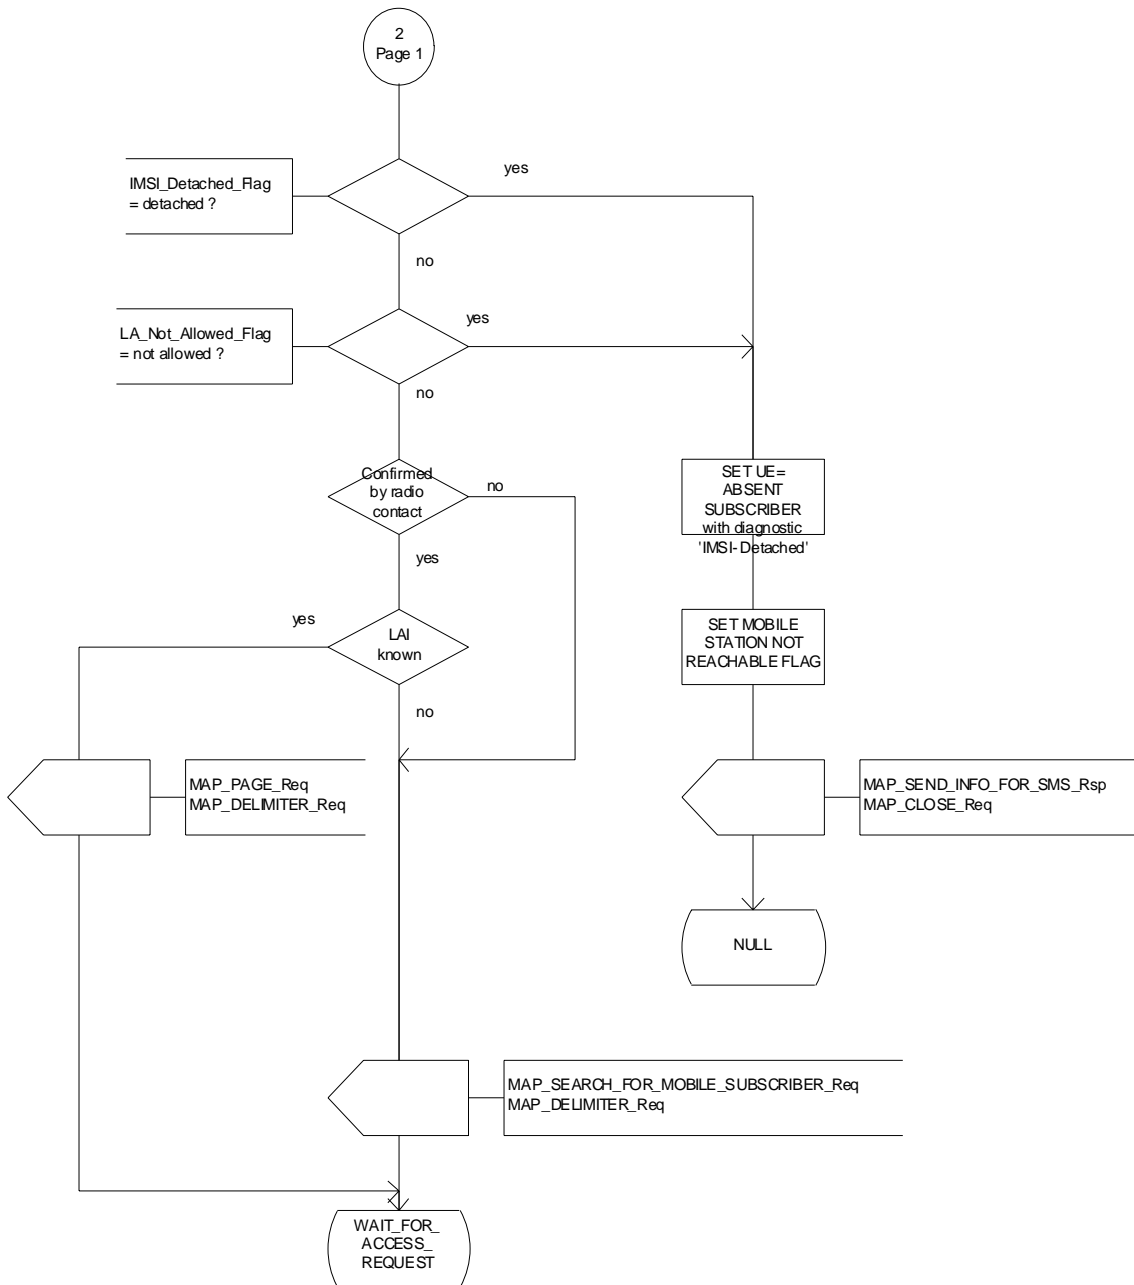 2
Page 1
yes
IMSI_Detached_Flag
= detached ?
no
LA_Not_Allowed_Flag
= not allowed ?
yes
no
Confirmed
by radio
contact
no
SET UE=
ABSENT
SUBSCRIBER
with diagnostic
'IMSI-Detached'
yes
yes
LAI
known
SET MOBILE
STATION NOT
REACHABLE FLAG
no
MAP_PAGE_Req
MAP_DELIMITER_Req
MAP_SEND_INFO_FOR_SMS_Rsp
MAP_CLOSE_Req
NULL
MAP_SEARCH_FOR_MOBILE_SUBSCRIBER_Req
MAP_DELIMITER_Req
WAIT_FOR_
ACCESS_
REQUEST